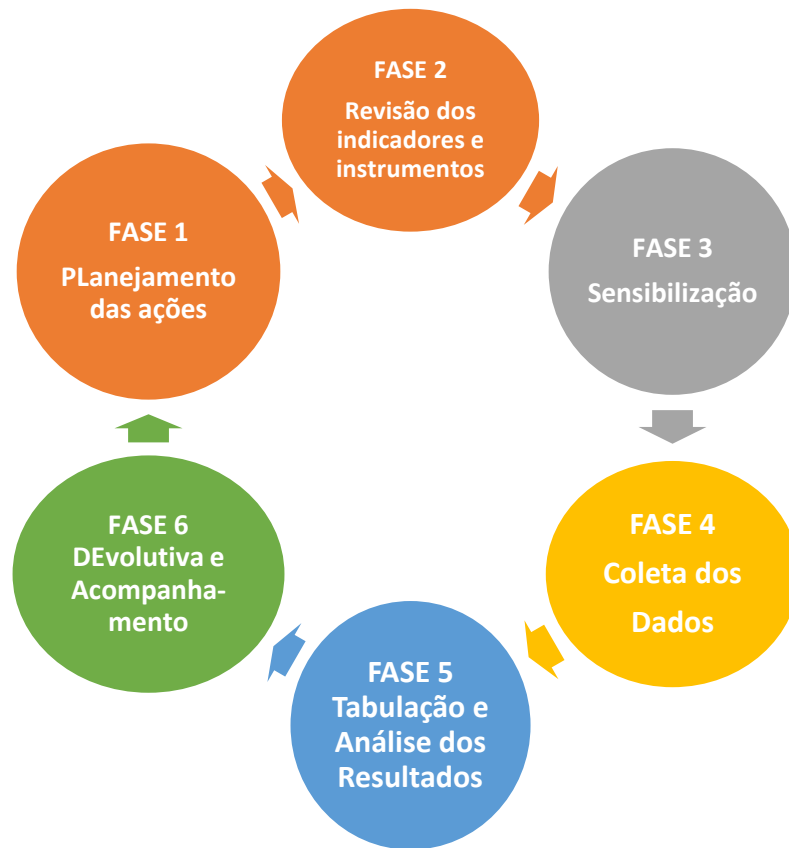 FASE 1
PLanejamento
das ações
FASE 2
Revisão dos
indicadores e
instrumentos
FASE 3
Sensibilização
FASE 4
Coleta dos
Dados
FASE 5
Tabulação e
Análise dos
Resultados
FASE 6
DEvolutiva e
Acompanha-
mento